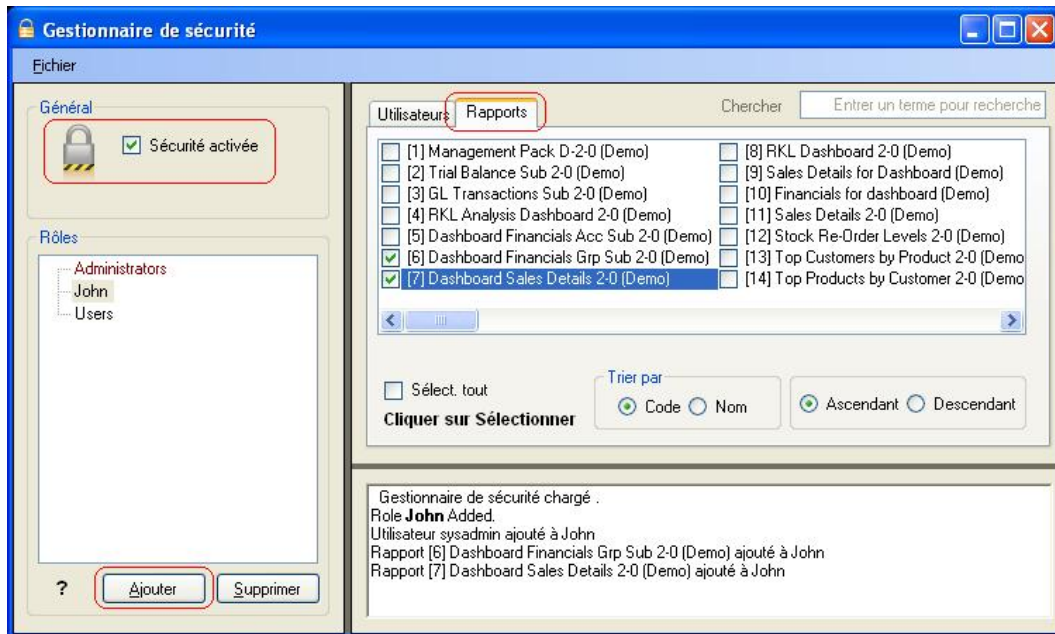 Gestionnaire de sécurité
Fichier
Général
Sécurité activée
Rôles
Administrators
John
Users
?
Ajouter
Supprimer
Utilisateurs
Rapports
Chercher
Entrer un terme pour recherche
[1] Management Pack D-2-0 (Demo)
[2] Trial Balance Sub 2-0 (Demo)
[3] GL Transactions Sub 2-0 (Demo)
[4] RKL Analysis Dashboard 2-0 (Demo)
[5] Dashboard Financials Acc Sub 2-0 (Demo)
[6] Dashboard Financials Grp Sub 2-0 (Demo)
[7] Dashboard Sales Details 2-0 (Demo)
[8] RKL Dashboard 2-0 (Demo)
[9] Sales Details for Dashboard (Demo)
[10] Financials for dashboard (Demo)
[11] Sales Details 2-0 (Demo)
[12] Stock Re-Order Levels 2-0 (Demo)
[13] Top Customers by Product 2-0 (Demo
[14] Top Products by Customer 2-0 (Demo
Sélect. tout
Cliquer sur Sélectionner
Trier par
Code
Nom
Ascendant
Descendant
Gestionnaire de sécurité chargé .
Role John Added.
Utilisateur sysadmin ajouté à John
Rapport [6] Dashboard Financials Grp Sub 2-0 (Demo) ajouté à John
Rapport [7] Dashboard Sales Details 2-0 (Demo) ajouté à John